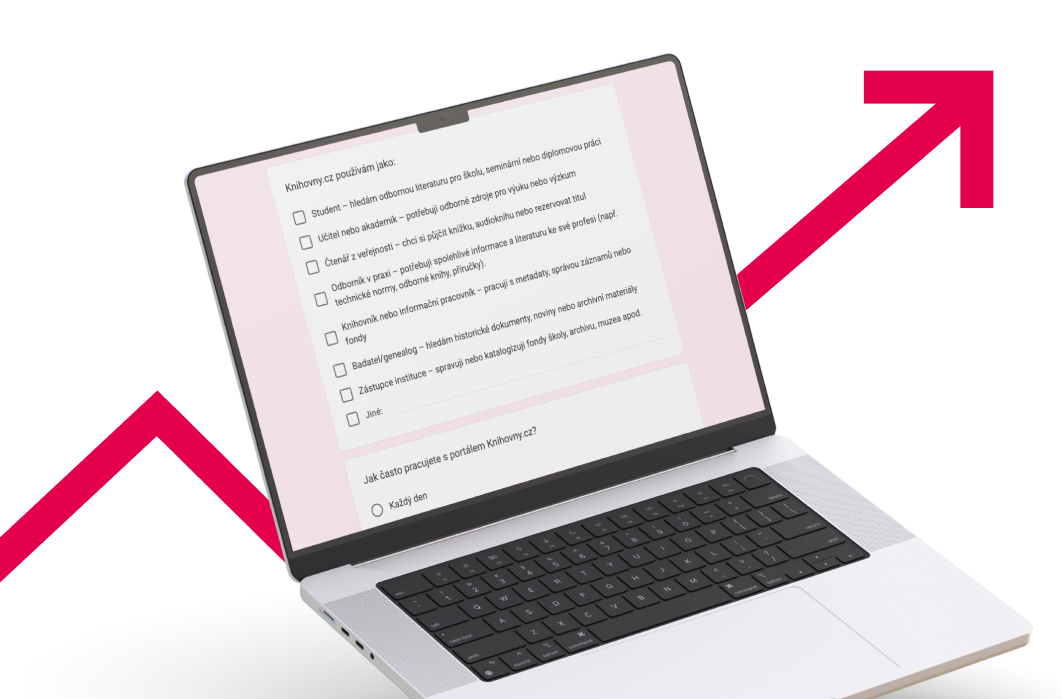 Knihovny.cz používám jako:
Student – hledám odbornou literaturu pro školu, seminární nebo diplomovou práci
Učitel nebo akademik – potřebuji odborné zdroje pro výuku nebo výzkum
Čtenář z veřejnosti – chci si půjčit knížku, audioknihu nebo rezervovat titul
Odborník v praxi – potřebuji spolehlivé informace a literaturu ke své profesi (např.
technické normy, odborné knihy, příručky).
Knihovník nebo informační pracovník – pracuji s metadaty, správou záznamů nebo
fondy
Badatel/genealog – hledám historické dokumenty, noviny nebo archivní materiály
Zástupce instituce – spravuji nebo katalogizuji fondy školy, archivu, muzea apod.
Jiné:
Jak často pracujete s portálem Knihovny.cz?
Každý den
Q W E R T Y U I O P
A S D F G H J K L
Z X C V B N M